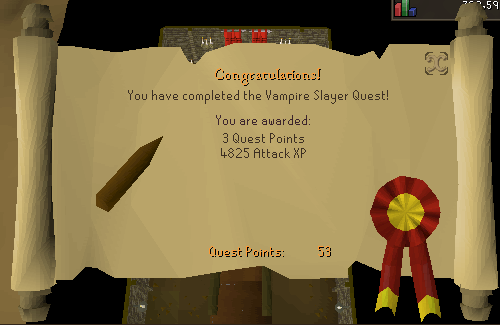 Congratulations!
You have completed the Vampire Slayer Quest!
You are awarded:
3 Quest Points
4825 Attack XP
Quest Points: 53